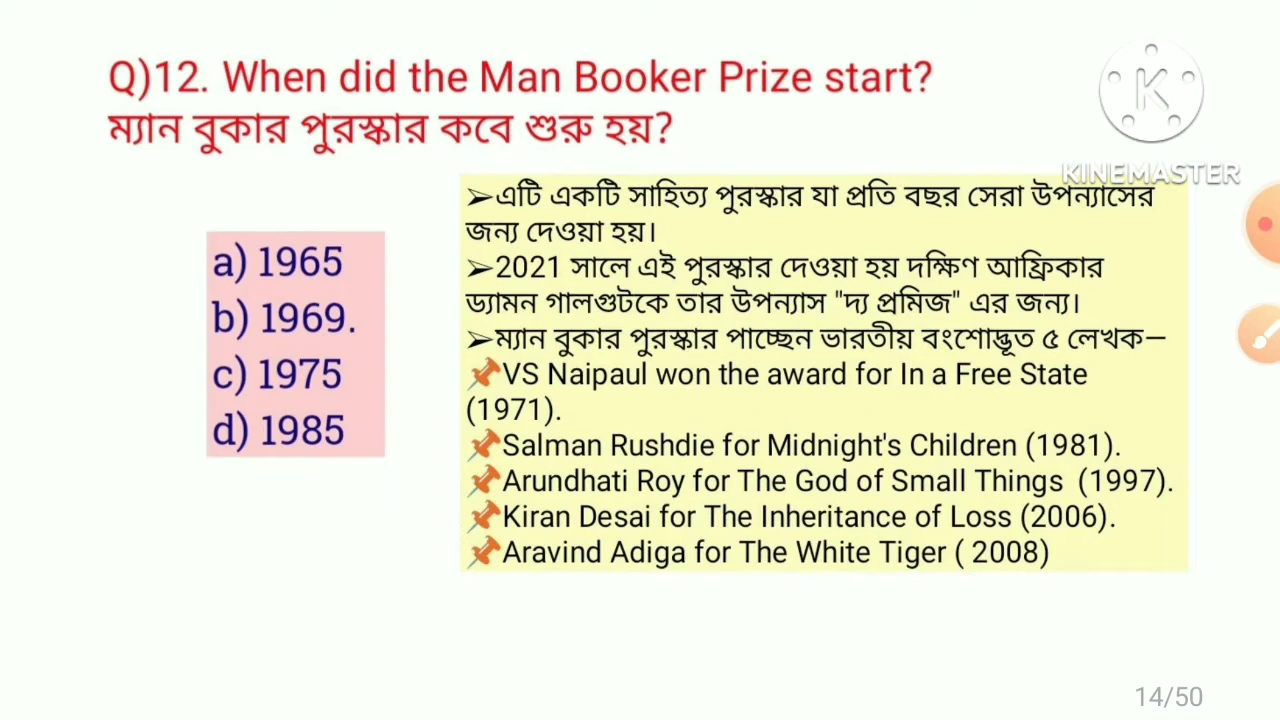 Q)12. When did the Man Booker Prize start?
ম্যান বুকার পুরস্কার কবে শুরু হয়?
K
KINEMASTER
a) 1965
b) 1969.
c) 1975
d) 1985
➢এটি একটি সাহিত্য পুরস্কার যা প্রতি বছর সেরা উপন্যাসের
জন্য দেওয়া হয়।
➢2021 সালে এই পুরস্কার দেওয়া হয় দক্ষিণ আফ্রিকার
ড্যামন গালগুটকে তার উপন্যাস "দ্য প্রমিজ" এর জন্য।
➢ম্যান বুকার পুরস্কার পাচ্ছেন ভারতীয় বংশোদ্ভূত ৫ লেখক—
📌VS Naipaul won the award for In a Free State
(1971).
📌Salman Rushdie for Midnight's Children (1981).
📌Arundhati Roy for The God of Small Things (1997).
📌Kiran Desai for The Inheritance of Loss (2006).
📌Aravind Adiga for The White Tiger ( 2008)
14/50